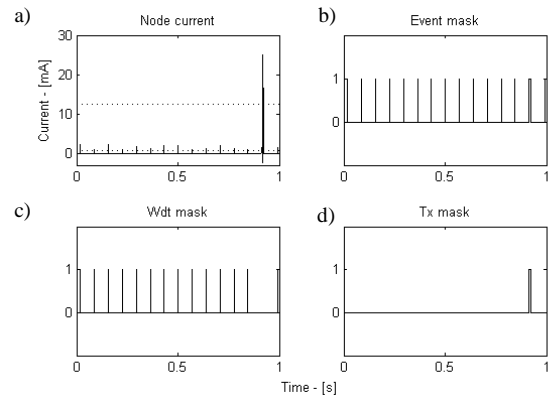 a)
Node current
30
20
10
0
Current - [mA]
0
0.5
1
b)
Event mask
1
0
0
0.5
1
c)
Wdt mask
1
0
0
0.5
1
d)
Tx mask
1
0
0
0.5
1
Time - [s]